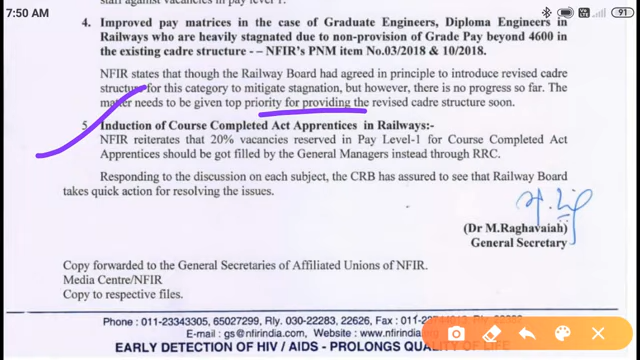 7:50 AM
91
staff against vacancies in pay level 1.
4. Improved pay matrices in the case of Graduate Engineers, Diploma Engineers in
Railways who are heavily stagnated due to non-provision of Grade Pay beyond 4600 in
the existing cadre structure - – NFIR's PNM item No.03/2018 & 10/2018.
NFIR states that though the Railway Board had agreed in principle to introduce revised cadre
structure for this category to mitigate stagnation, but however, there is no progress so far. The
matter needs to be given top priority for providing the revised cadre structure soon.
5. Induction of Course Completed Act Apprentices in Railways:-
NFIR reiterates that 20% vacancies reserved in Pay Level-1 for Course Completed Act
Apprentices should be got filled by the General Managers instead through RRC.
Responding to the discussion on each subject, the CRB has assured to see that Railway Board
takes quick action for resolving the issues.
(Dr M.Raghavaiah)
General Secretary
Copy forwarded to the General Secretaries of Affiliated Unions of NFIR.
Media Centre/NFIR
Copy to respective files.
Phone : 011-23343305, 65027299, Rly. 030-22283, 22626, Fax : 011-
E-mail : gs@nfirindia.com, Website : www.nfirindia.org
EARLY DETECTION OF HIV / AIDS - PROLONGS QUALITY OF LIFE